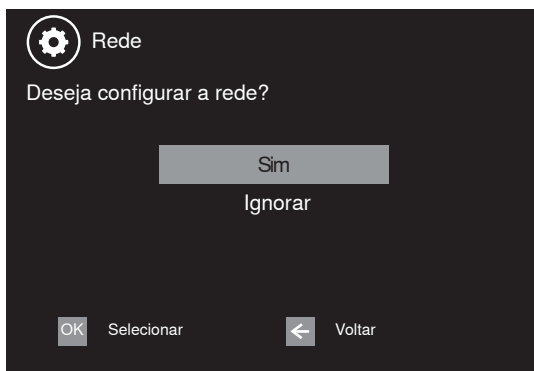 Rede
Deseja configurar a rede?
Sim
Ignorar
OK Selecionar Voltar